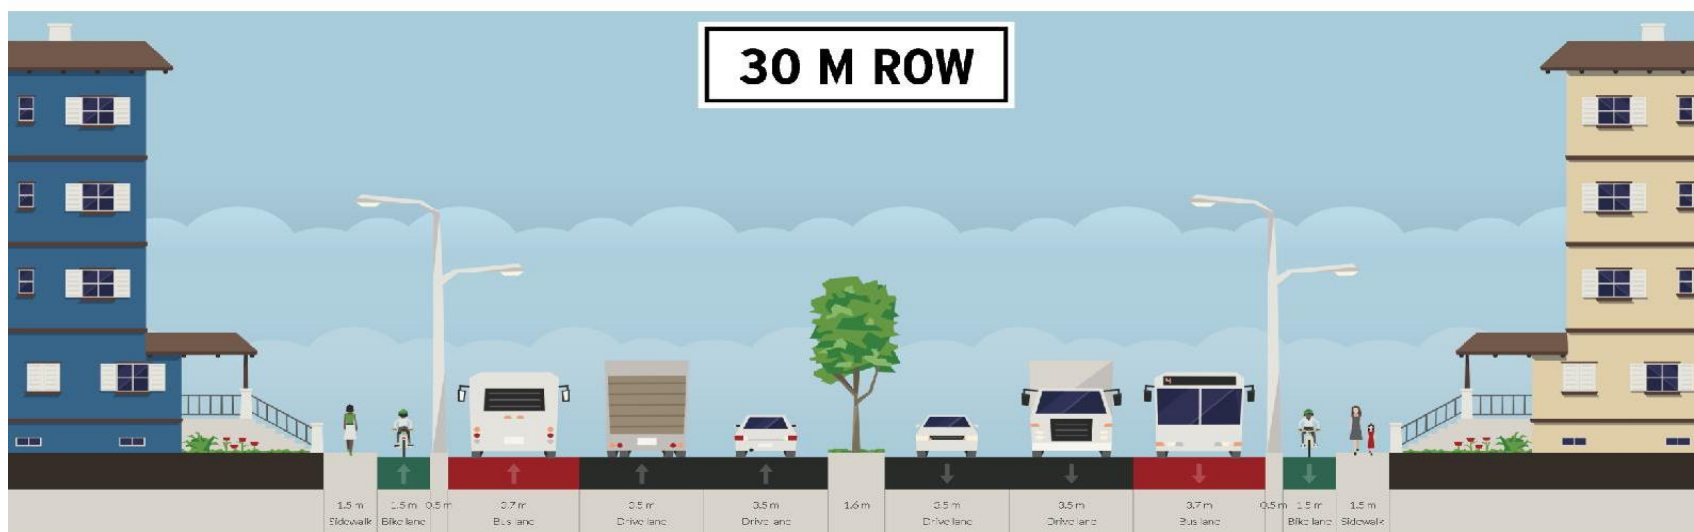 30 M ROW
4
1.5 m
1.5 m
0.5 m
3.7 m
3.5 m
3.5 m
1.6 m
3.5 m
3.5 m
3.7 m
0.5 m
1.5 m
1.5 m
Sidewalk
Bike lane
Bus lane
Drive lane
Drive lane
Drive lane
Drive lane
Bus lane
Bike lane
Sidewalk